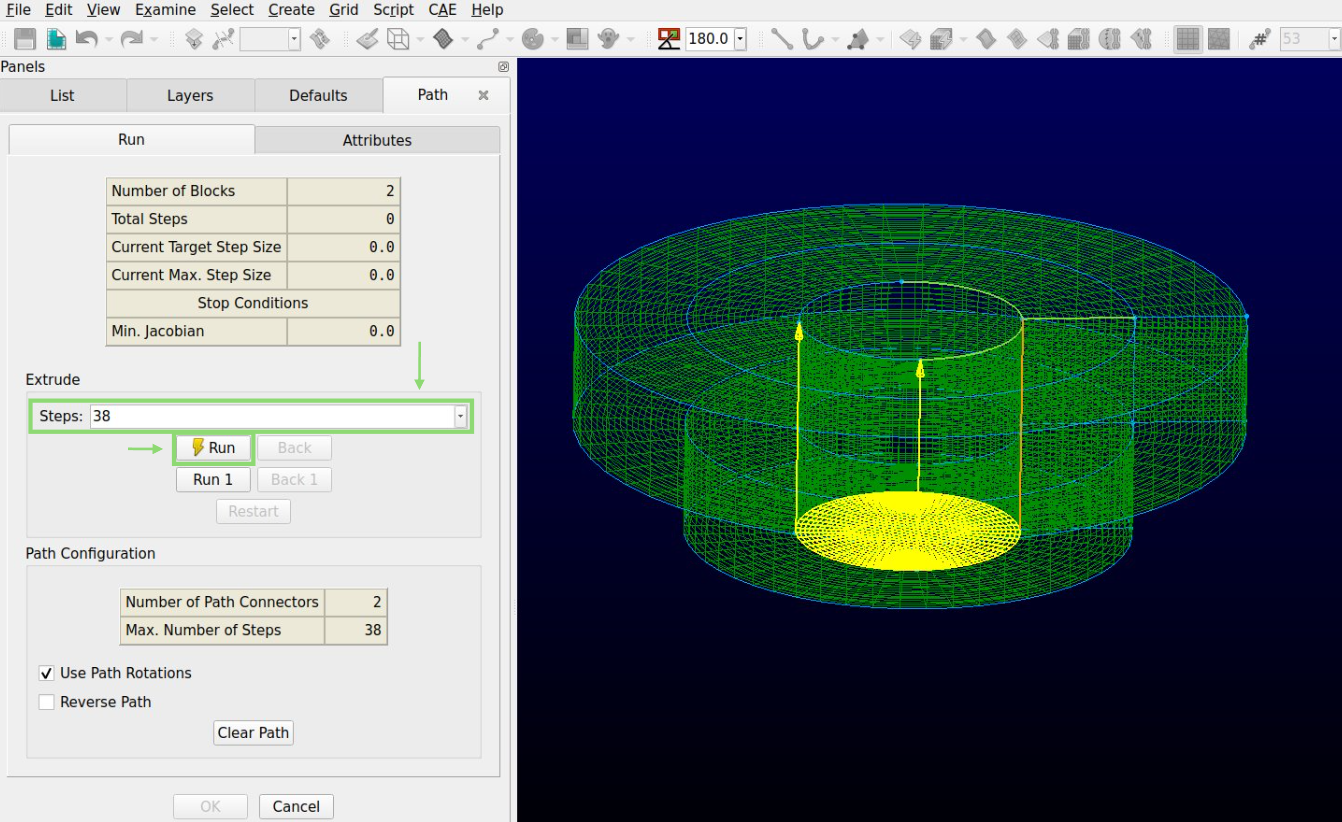 File Edit View Examine Select Create Grid Script CAE Help
180.0 53
Panels
List Layers Defaults Path
Run Attributes
Number of Blocks 2
Total Steps 0
Current Target Step Size 0.0
Current Max. Step Size 0.0
Stop Conditions
Min. Jacobian 0.0
Extrude
Steps: 38
Run Back
Run 1 Back 1
Restart
Path Configuration
Number of Path Connectors 2
Max. Number of Steps 38
Use Path Rotations
Reverse Path
Clear Path
OK Cancel